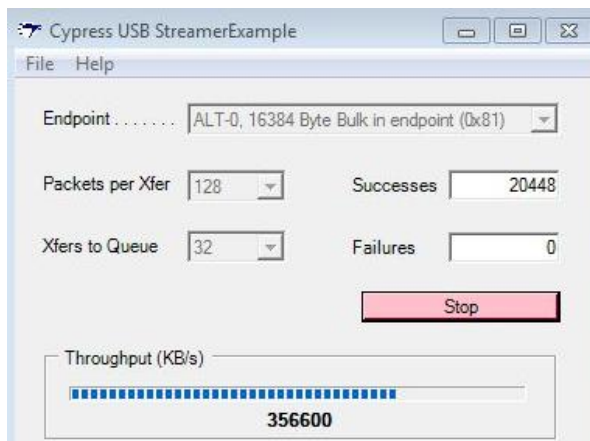 Cypress USB StreamerExample
File Help
Endpoint . . . . . . . ALT-0, 16384 Byte Bulk in endpoint (0x81)
Packets per Xfer 128 Successes 20448
Xfers to Queue 32 Failures 0
Stop
Throughput (KB/s)
356600